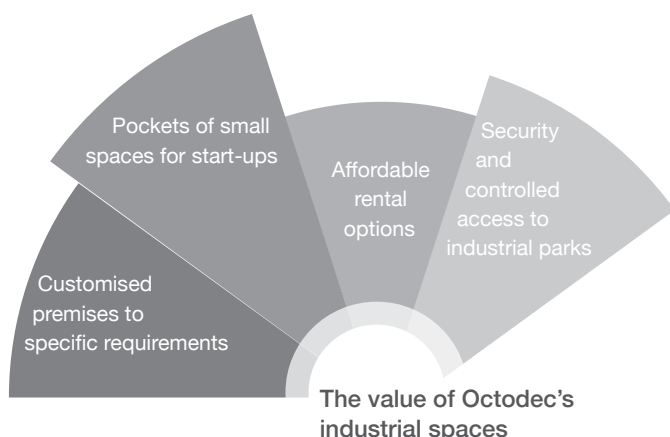 Pockets of small
spaces for start-ups
Affordable
rental
options
Security
and
controlled
access to
industrial parks
Customised
premises to
specific requirements
The value of Octodec’s
industrial spaces